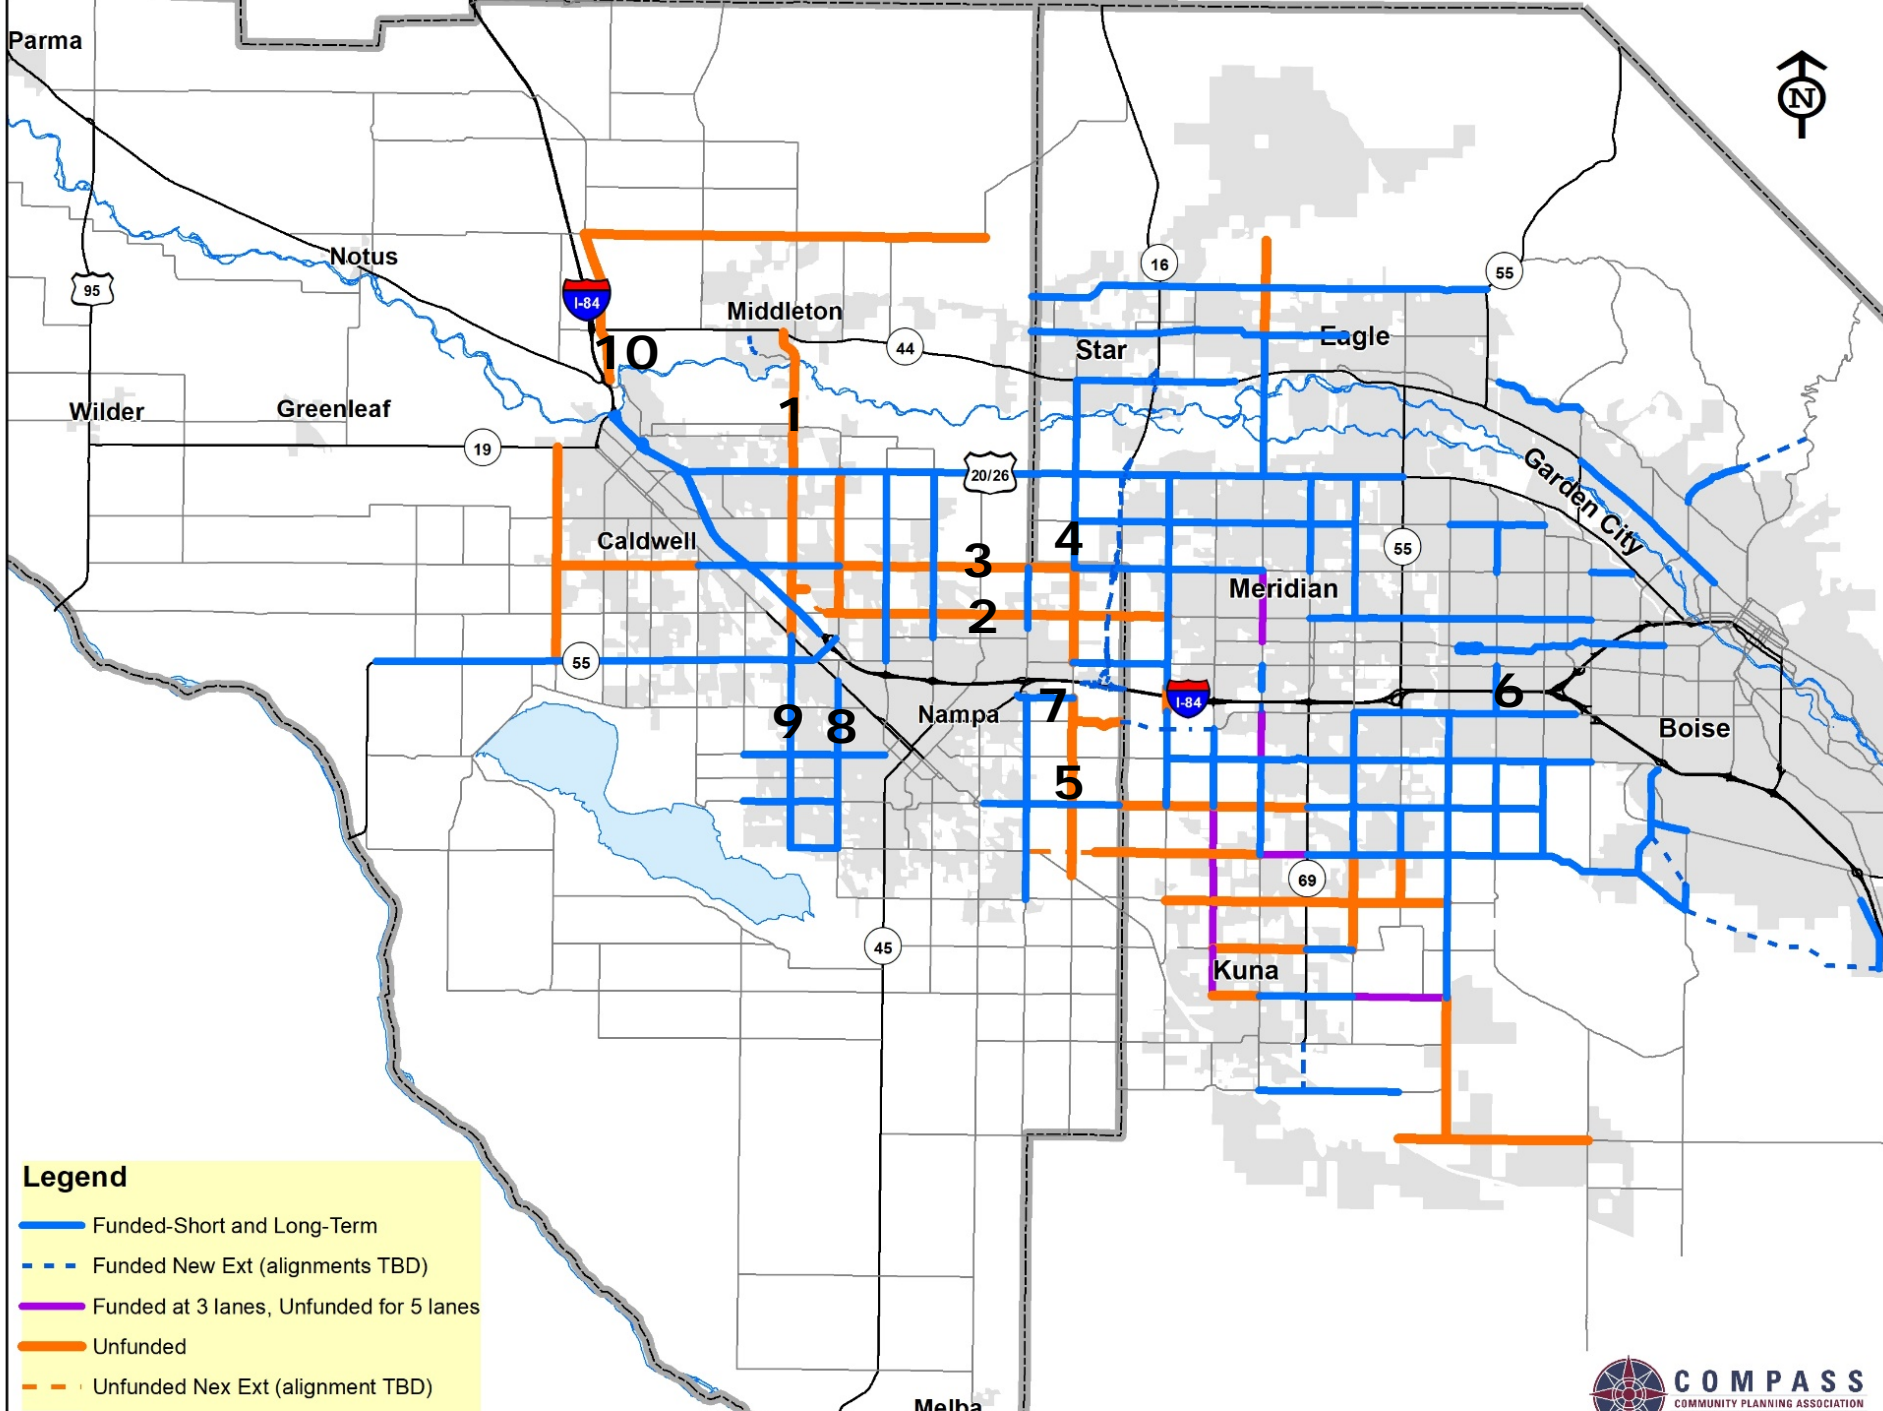 Parma
N
Notus
95
16
55
I-84
Middleton
10
44
Star
Eagle
Wilder
Greenleaf
1
19
20/26
Garden City
Caldwell
3
4
55
Meridian
2
55
I-84
6
7
9
8
Nampa
Boise
5
69
45
Kuna
Legend
Funded-Short and Long-Term
Funded New Ext (alignments TBD)
Funded at 3 lanes, Unfunded for 5 lanes
Unfunded
Unfunded Nex Ext (alignment TBD)
COMPASS
COMMUNITY PLANNING ASSOCIATION
Melba